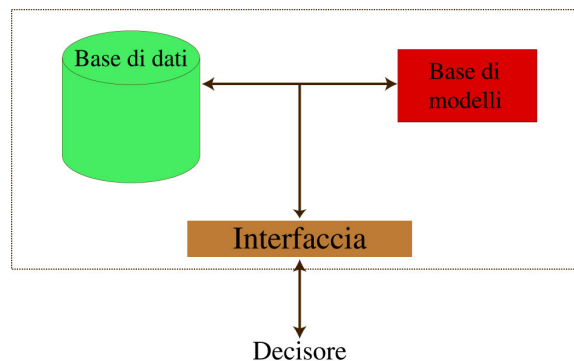 Base di dati
Base di
modelli
Interfaccia
Decisore